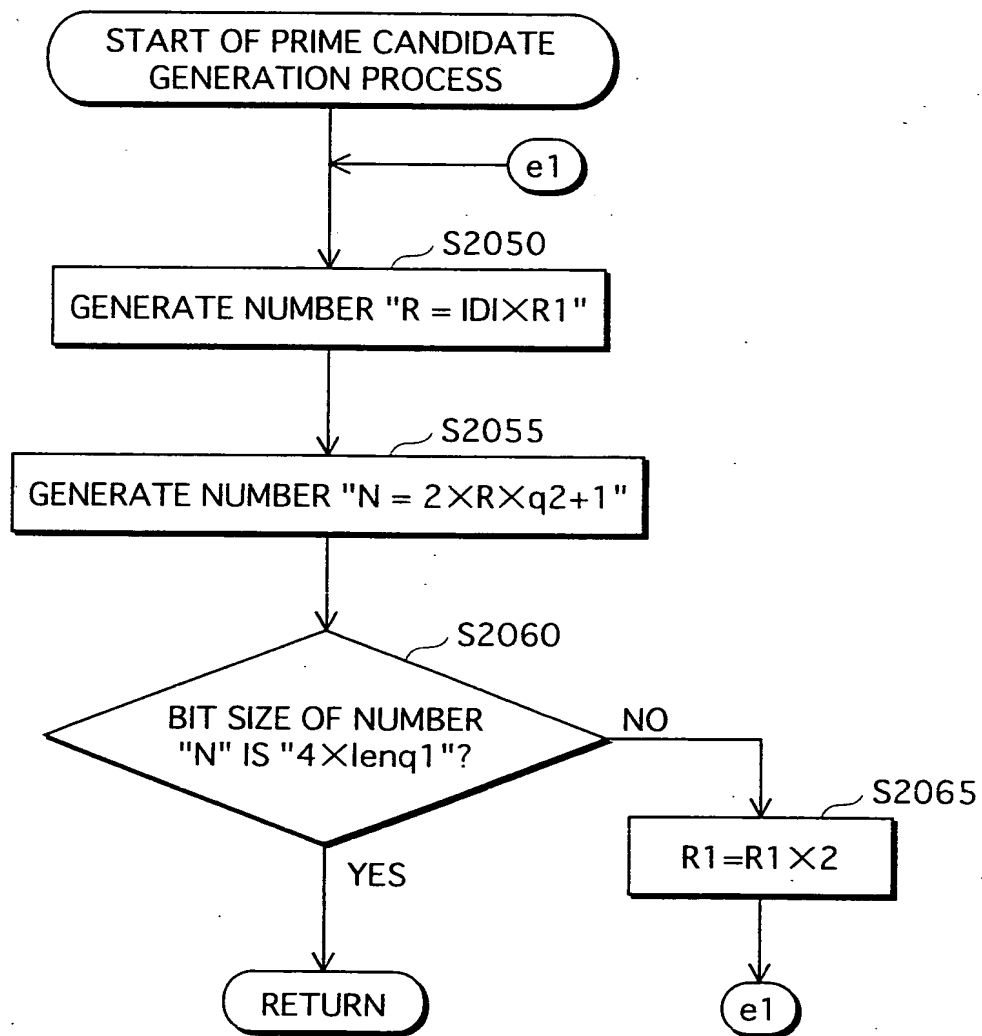 START OF PRIME CANDIDATE
GENERATION PROCESS
e1
S2050
GENERATE NUMBER "R = IDI×R1"
S2055
GENERATE NUMBER "N = 2×R×q2+1"
S2060
BIT SIZE OF NUMBER
"N" IS "4×lenq1"?
NO
S2065
R1=R1×2
YES
RETURN
e1